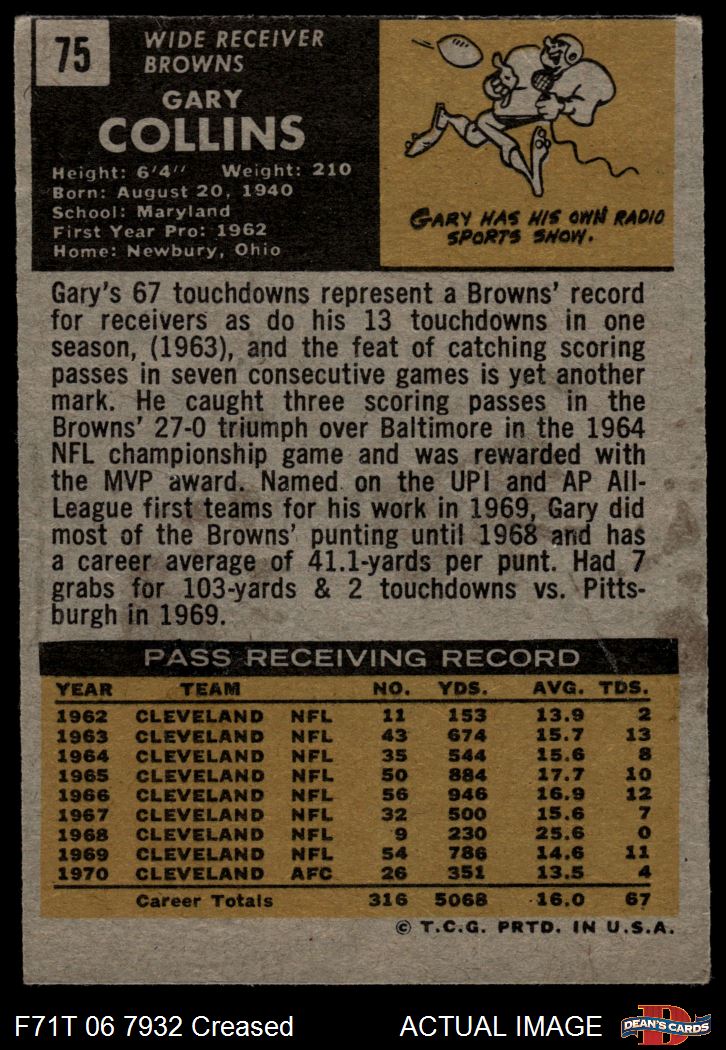 75
WIDE RECEIVER
BROWNS
GARY
COLLINS
Height: 6'4" Weight: 210
Born: August 20, 1940
School: Maryland
First Year Pro: 1962
Home: Newbury, Ohio
GARY HAS HIS OWN RADIO
SPORTS SHOW.
Gary's 67 touchdowns represent a Browns' record
for receivers as do his 13 touchdowns in one
season, (1963), and the feat of catching scoring
passes in seven consecutive games is yet another
mark. He caught three scoring passes in the
Browns' 27-0 triumph over Baltimore in the 1964
NFL championship game and was rewarded with
the MVP award. Named on the UPI and AP All-
League first teams for his work in 1969, Gary did
most of the Browns' punting until 1968 and has
a career average of 41.1-yards per punt. Had 7
grabs for 103-yards & 2 touchdowns vs. Pitts-
burgh in 1969.
PASS RECEIVING RECORD
YEAR TEAM NO. YDS. AVG. TDS.
1962 CLEVELAND NFL 11 153 13.9 2
1963 CLEVELAND NFL 43 674 15.7 13
1964 CLEVELAND NFL 35 544 15.6 8
1965 CLEVELAND NFL 50 884 17.7 10
1966 CLEVELAND NFL 56 946 16.9 12
1967 CLEVELAND NFL 32 500 15.6 7
1968 CLEVELAND NFL 9 230 25.6 0
1969 CLEVELAND NFL 54 786 14.6 11
1970 CLEVELAND AFC 26 351 13.5 4
Career Totals 316 5068 16.0 67
© T.C.G. PRTD. IN U.S.A.
F71T 06 7932 Creased ACTUAL IMAGE
D
DEAN'S CARDS